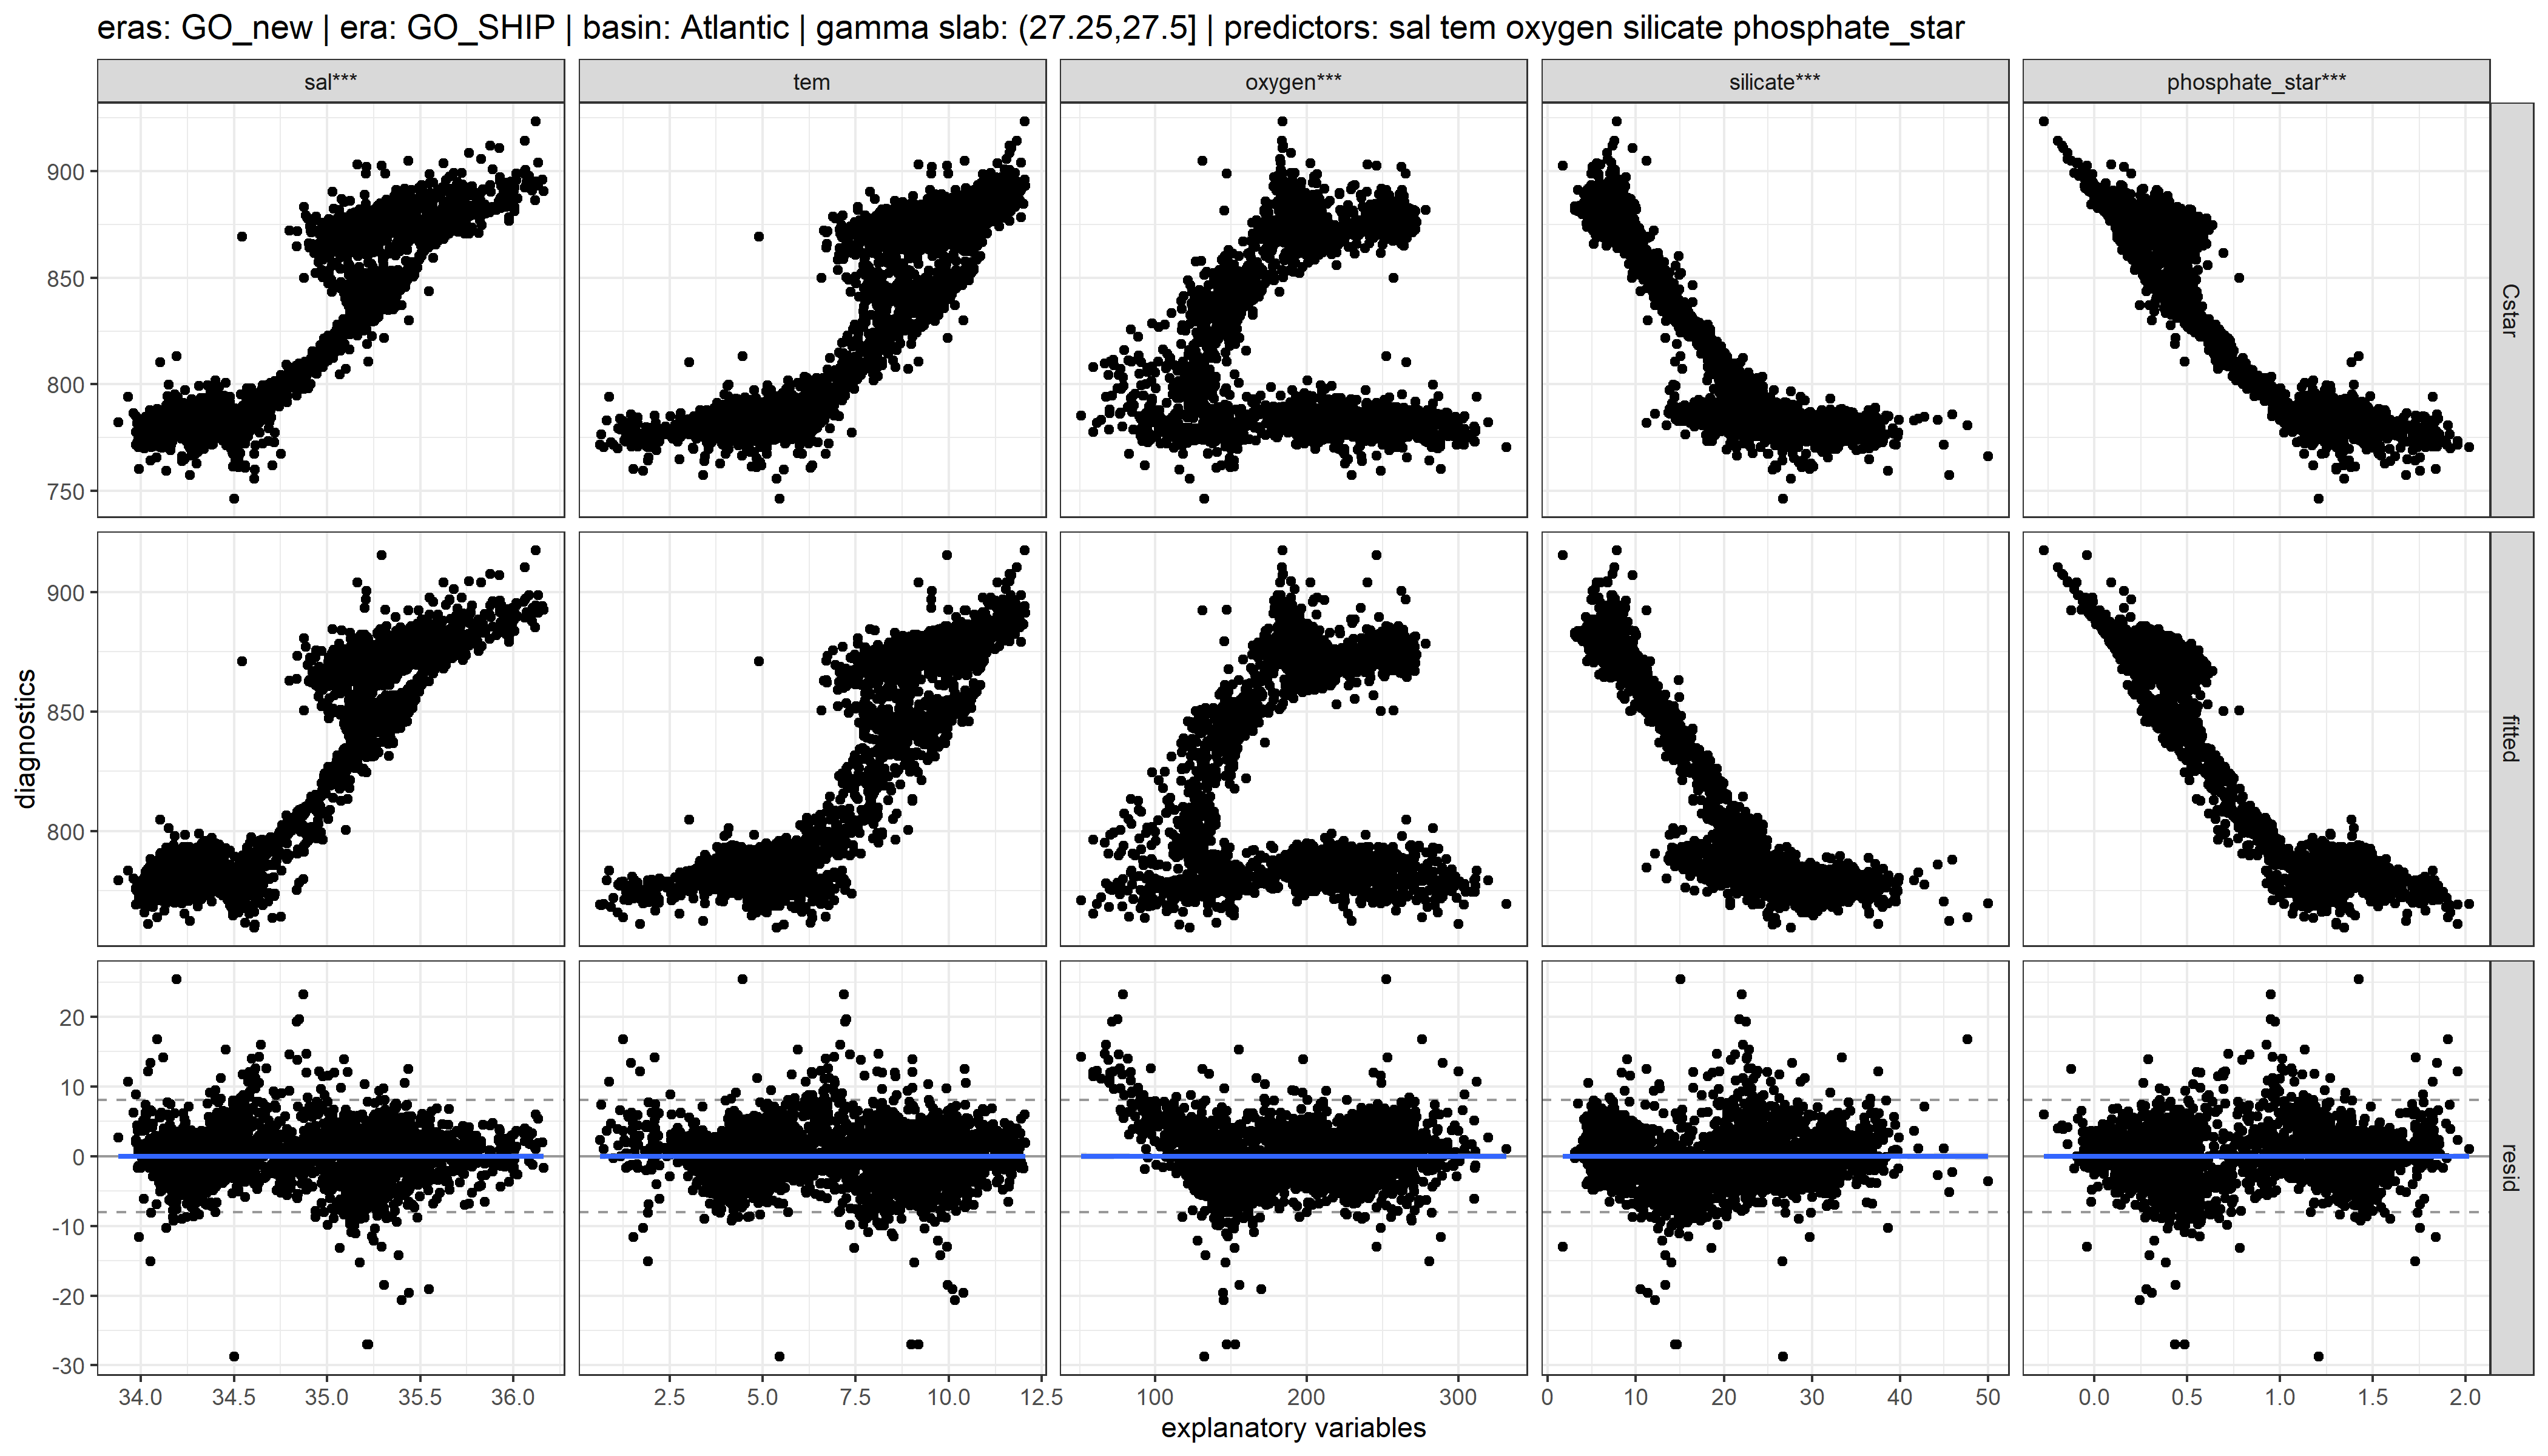 eras: GO_new | era: GO_SHIP | basin: Atlantic | gamma slab: (27.25,27.5] | predictors: sal tem oxygen silicate phosphate_star
sal*** tem oxygen*** silicate*** phosphate_star***
900
850
800
750
Cstar
900
850
800
fitted
diagnostics
20
10
0
-10
-20
-30
resid
34.0 34.5 35.0 35.5 36.0 2.5 5.0 7.5 10.0 12.5 100 200 300 0 10 20 30 40 50 0.0 0.5 1.0 1.5 2.0
explanatory variables